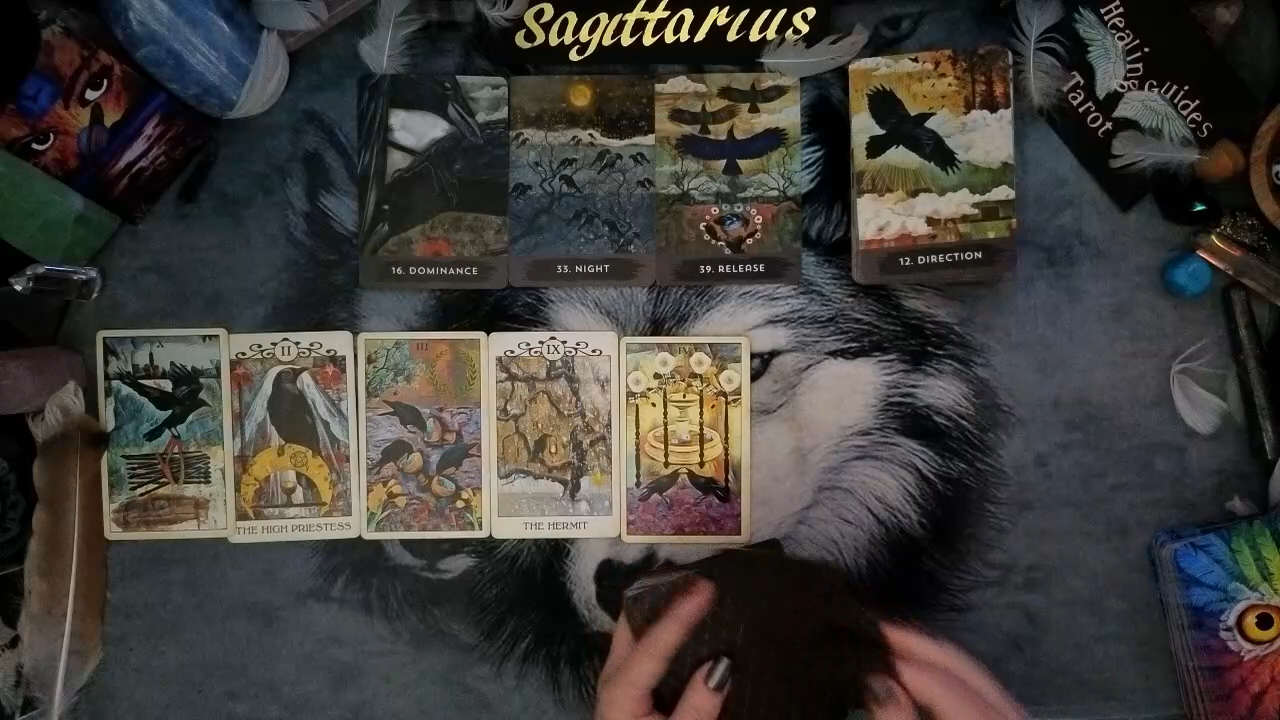 Sagittarius
Healing Guides
Tarot
16. DOMINANCE
33. NIGHT
39. RELEASE
12. DIRECTION
X
II
III
IX
IV
THE HIGH PRIESTESS
THE HERMIT